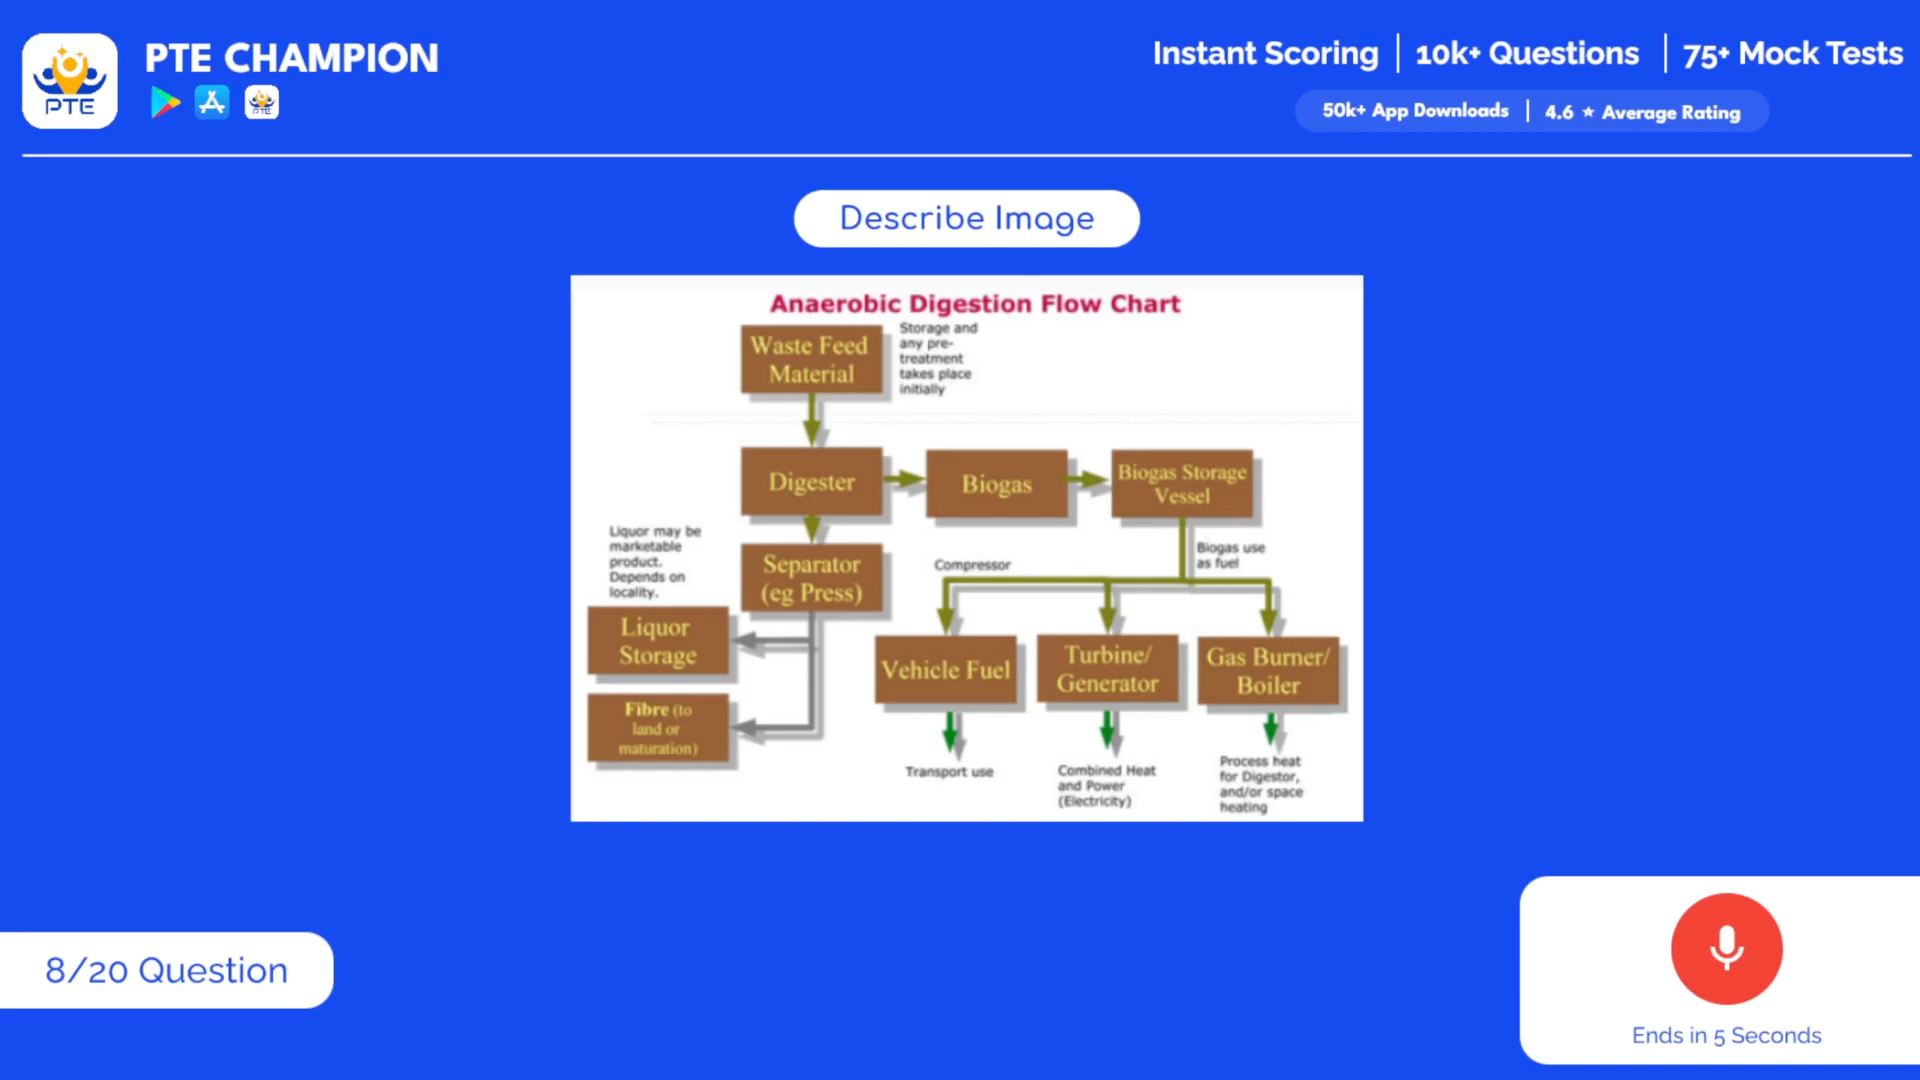 PTE CHAMPION
PTE
PTE
Instant Scoring | 10k+ Questions | 75+ Mock Tests
50k+ App Downloads | 4.6 ★ Average Rating
Describe Image
Anaerobic Digestion Flow Chart
Waste Feed
Material
Storage and
any pre-
treatment
takes place
initially
Digester
Biogas
Biogas Storage
Vessel
Liquor may be
marketable
product.
Depends on
locality.
Separator
(eg Press)
Compressor
Biogas use
as fuel
Liquor
Storage
Fibre (to
land or
maturation)
Vehicle Fuel
Turbine/
Generator
Gas Burner/
Boiler
Transport use
Combined Heat
and Power
(Electricity)
Process heat
for Digestor,
and/or space
heating
8/20 Question
Ends in 5 Seconds